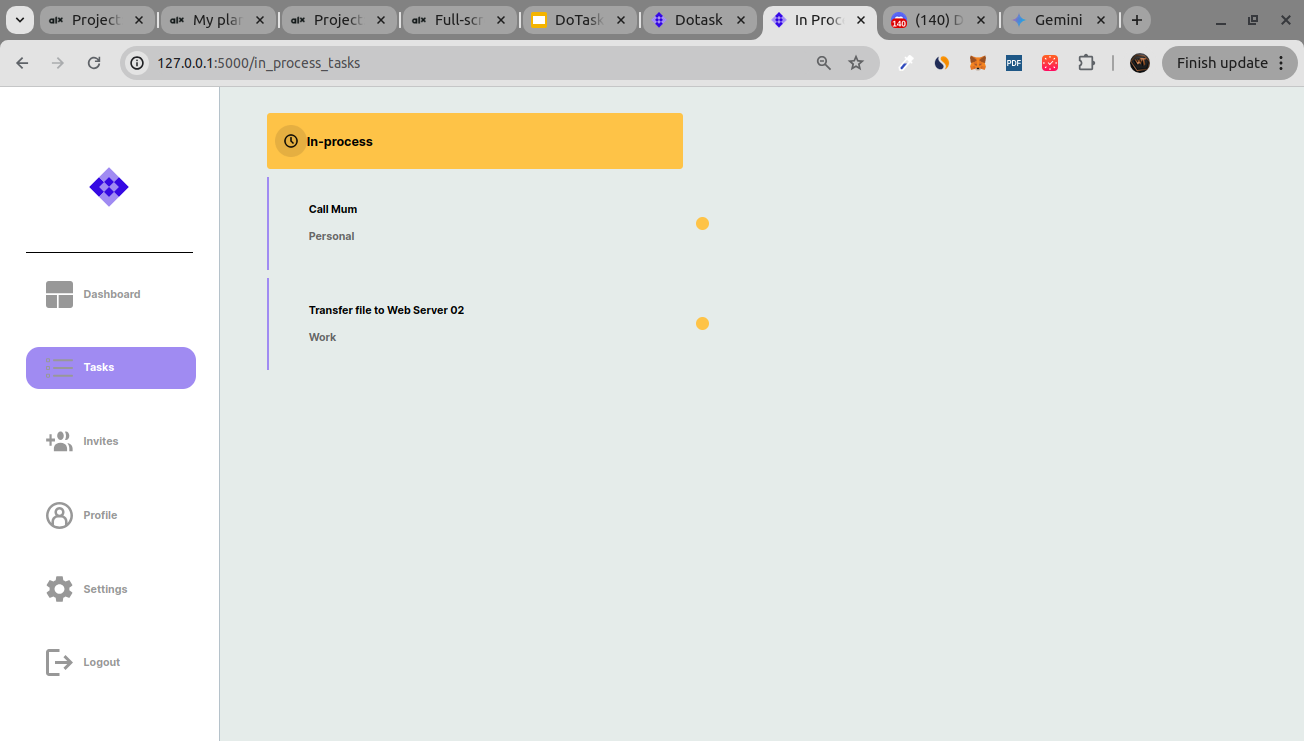 alx Project
alx My plar
alx Project
alx Full-scr
DoTask
Dotask
In Proc
140 (140) D
Gemini
127.0.0.1:5000/in_process_tasks
PDF
Finish update
In-process
Call Mum
Personal
Transfer file to Web Server 02
Work
Dashboard
Tasks
Invites
Profile
Settings
Logout